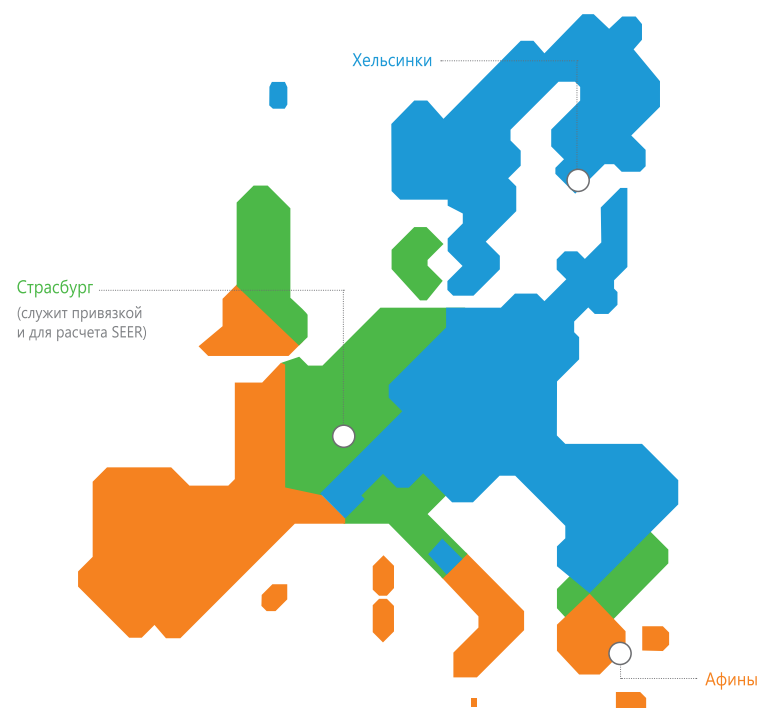 Хельсинки
Страсбург
(служит привязкой
и для расчета SEER)
Афины